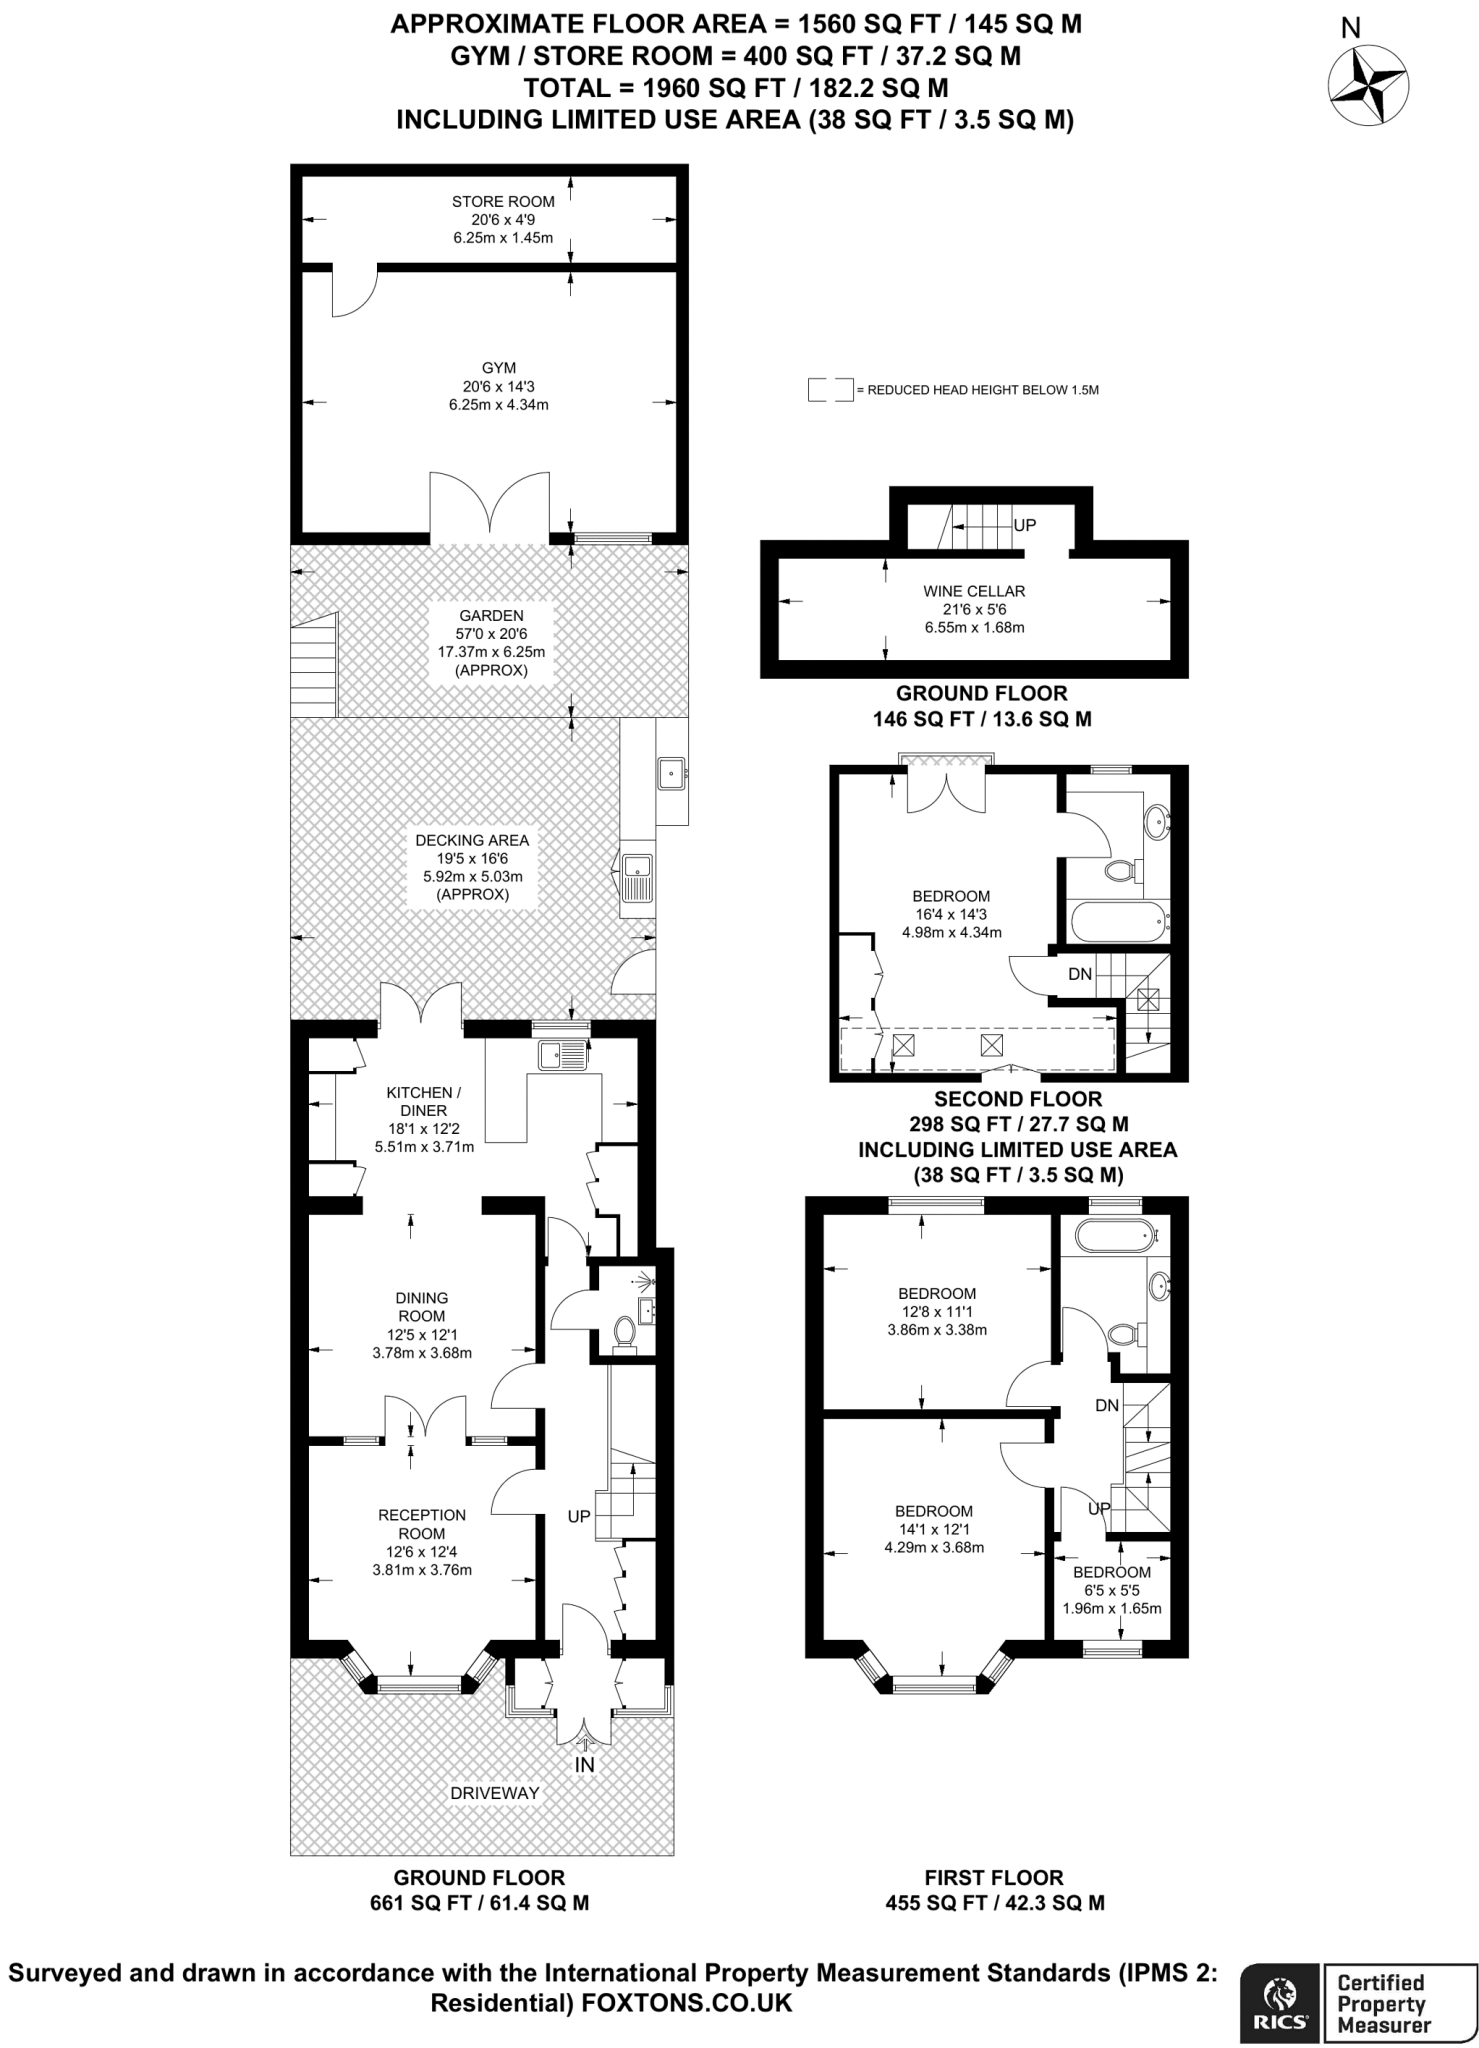 APPROXIMATE FLOOR AREA = 1560 SQ FT / 145 SQ M
GYM / STORE ROOM = 400 SQ FT / 37.2 SQ M
TOTAL = 1960 SQ FT / 182.2 SQ M
INCLUDING LIMITED USE AREA (38 SQ FT / 3.5 SQ M)
N
STORE ROOM
20'6 x 4'9
6.25m x 1.45m
GYM
20'6 x 14'3
6.25m x 4.34m
= REDUCED HEAD HEIGHT BELOW 1.5M
GARDEN
57'0 x 20'6
17.37m x 6.25m
(APPROX)
UP
WINE CELLAR
21'6 x 5'6
6.55m x 1.68m
GROUND FLOOR
146 SQ FT / 13.6 SQ M
DECKING AREA
19'5 x 16'6
5.92m x 5.03m
(APPROX)
BEDROOM
16'4 x 14'3
4.98m x 4.34m
DN
SECOND FLOOR
298 SQ FT / 27.7 SQ M
INCLUDING LIMITED USE AREA
(38 SQ FT / 3.5 SQ M)
KITCHEN /
DINER
18'1 x 12'2
5.51m x 3.71m
DINING
ROOM
12'5 x 12'1
3.78m x 3.68m
RECEPTION
ROOM
12'6 x 12'4
3.81m x 3.76m
UP
IN
DRIVEWAY
GROUND FLOOR
661 SQ FT / 61.4 SQ M
BEDROOM
12'8 x 11'1
3.86m x 3.38m
DN
BEDROOM
14'1 x 12'1
4.29m x 3.68m
UP
BEDROOM
6'5 x 5'5
1.96m x 1.65m
FIRST FLOOR
455 SQ FT / 42.3 SQ M
Surveyed and drawn in accordance with the International Property Measurement Standards (IPMS 2:
Residential) FOXTONS.CO.UK
RICS
Certified
Property
Measurer